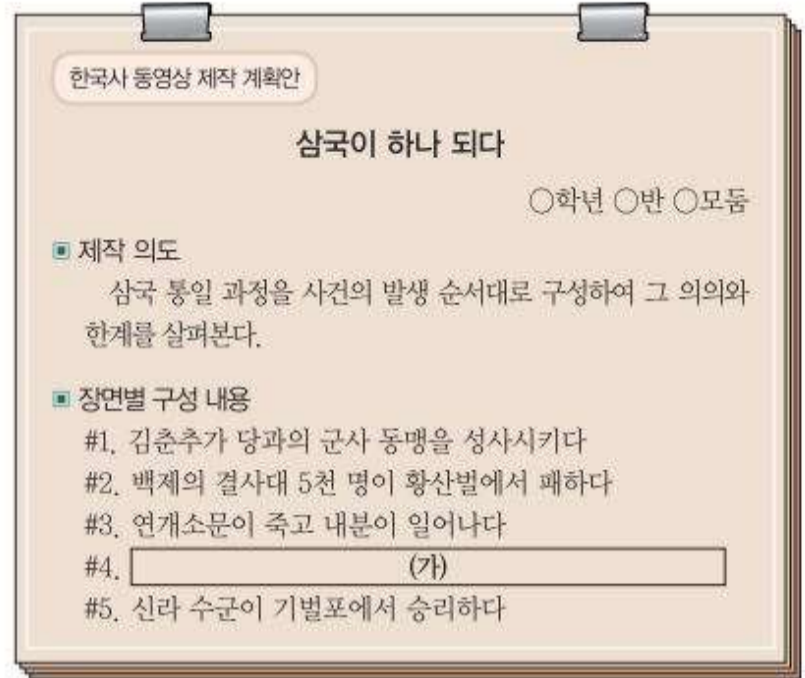 한국사 동영상 제작 계획안
삼국이 하나 되다
○학년 ○반 ○모둠
▣ 제작 의도
삼국 통일 과정을 사건의 발생 순서대로 구성하여 그 의의와
한계를 살펴본다.
▣ 장면별 구성 내용
#1. 김춘추가 당과의 군사 동맹을 성사시키다
#2. 백제의 결사대 5천 명이 황산벌에서 패하다
#3. 연개소문이 죽고 내분이 일어나다
#4. (가)
#5. 신라 수군이 기벌포에서 승리하다